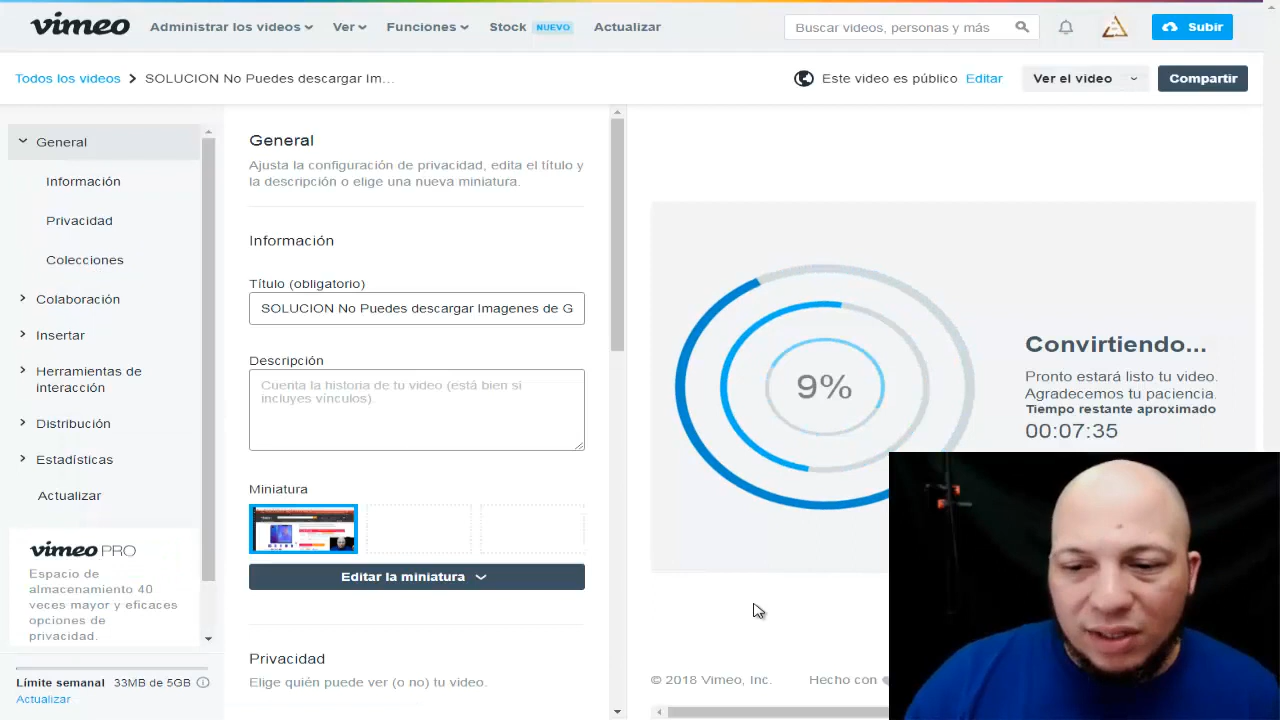 vimeo
Administrar los videos
Ver
Funciones
Stock NUEVO
Actualizar
Buscar videos, personas y más
Subir
Todos los videos
SOLUCION No Puedes descargar Im...
Este video es público Editar
Ver el video
Compartir
General
Información
Privacidad
Colecciones
Colaboración
Insertar
Herramientas de
interacción
Distribución
Estadísticas
Actualizar
vimeo PRO
Espacio de
almacenamiento 40
veces mayor y eficaces
opciones de
privacidad.
Límite semanal 33MB de 5GB
Actualizar
General
Ajusta la configuración de privacidad, edita el título y
la descripción o elige una nueva miniatura.
Información
Título (obligatorio)
SOLUCION No Puedes descargar Imagenes de G
Descripción
Cuenta la historia de tu video (está bien si
incluyes vínculos).
Miniatura
Editar la miniatura
Privacidad
Elige quién puede ver (o no) tu video.
9%
Convirtiendo...
Pronto estará listo tu video.
Agradecemos tu paciencia.
Tiempo restante aproximado
00:07:35
© 2018 Vimeo, Inc.
Hecho con